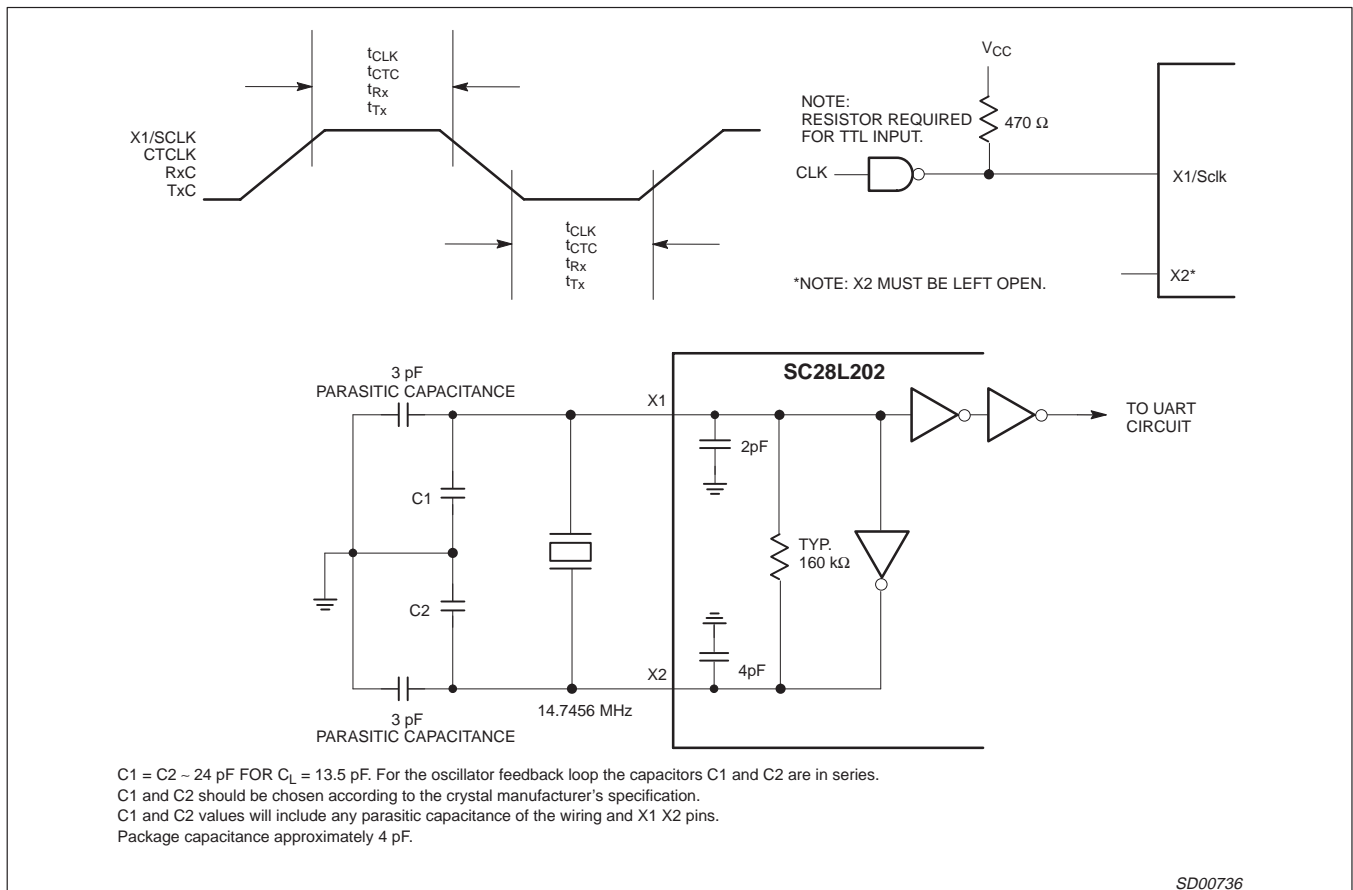 tCLK
tCTC
tRx
tTx
X1/SCLK
CTCLK
RxC
TxC
tCLK
tCTC
tRx
tTx
VCC
NOTE:
RESISTOR REQUIRED
FOR TTL INPUT.
470 Ω
CLK
X1/Sclk
*NOTE: X2 MUST BE LEFT OPEN.
X2*
3 pF
PARASITIC CAPACITANCE
SC28L202
X1
TO UART
CIRCUIT
2pF
C1
TYP.
160 kΩ
C2
4pF
X2
3 pF
PARASITIC CAPACITANCE
14.7456 MHz
C1 = C2 ~ 24 pF FOR CL = 13.5 pF. For the oscillator feedback loop the capacitors C1 and C2 are in series.
C1 and C2 should be chosen according to the crystal manufacturer's specification.
C1 and C2 values will include any parasitic capacitance of the wiring and X1 X2 pins.
Package capacitance approximately 4 pF.
SD00736